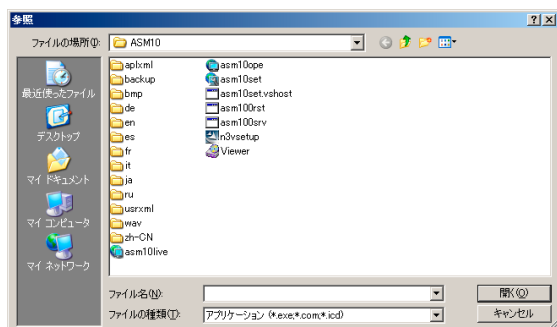 参照
ファイルの場所(I):
ASM10
最近使ったファイル
デスクトップ
マイ ドキュメント
マイ コンピュータ
マイ ネットワーク
aplxml
backup
bmp
de
en
es
fr
it
ja
ru
usrxml
wav
zh-CN
asm10live
asm10ope
asm10set
asm10set.vshost
asm100rst
asm100srv
n3vsetup
Viewer
ファイル名(N):
開く(O)
ファイルの種類(T):
アプリケーション (*.exe;*.com;*.icd)
キャンセル